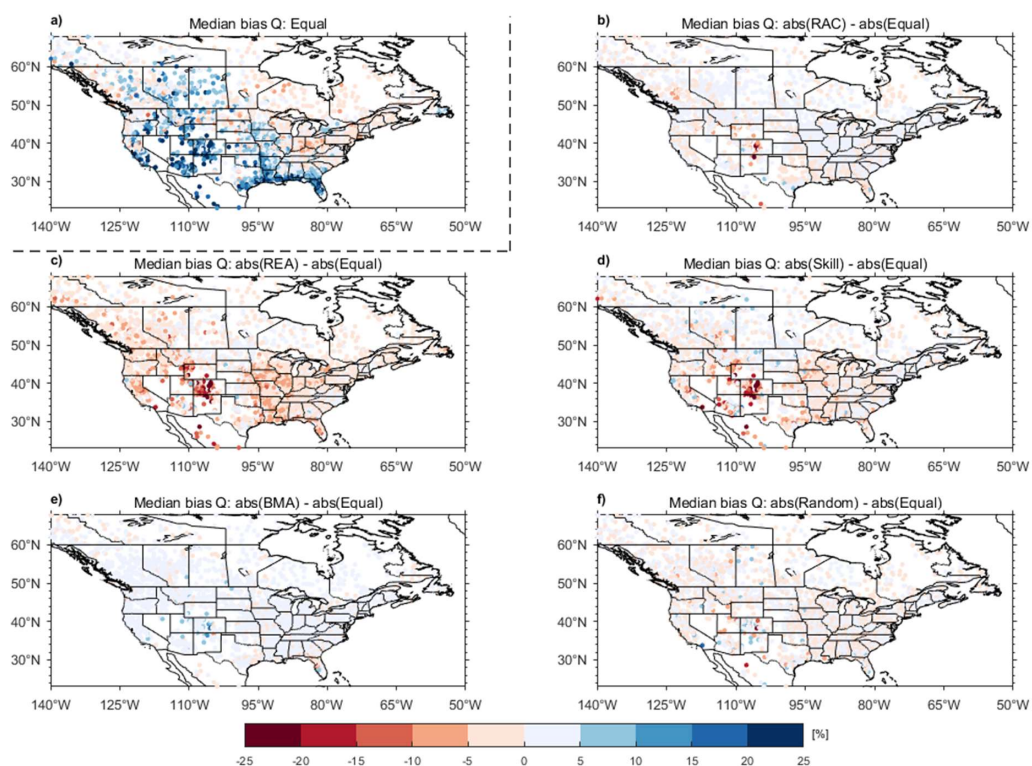 a) Median bias Q: Equal
60°N
50°N
40°N
30°N
140°W 125°W 110°W 95°W 80°W 65°W 50°W
b) Median bias Q: abs(RAC) - abs(Equal)
60°N
50°N
40°N
30°N
140°W 125°W 110°W 95°W 80°W 65°W 50°W
c) Median bias Q: abs(REA) - abs(Equal)
60°N
50°N
40°N
30°N
140°W 125°W 110°W 95°W 80°W 65°W 50°W
d) Median bias Q: abs(Skill) - abs(Equal)
60°N
50°N
40°N
30°N
140°W 125°W 110°W 95°W 80°W 65°W 50°W
e) Median bias Q: abs(BMA) - abs(Equal)
60°N
50°N
40°N
30°N
140°W 125°W 110°W 95°W 80°W 65°W 50°W
f) Median bias Q: abs(Random) - abs(Equal)
60°N
50°N
40°N
30°N
140°W 125°W 110°W 95°W 80°W 65°W 50°W
[%]
-25 -20 -15 -10 -5 0 5 10 15 20 25